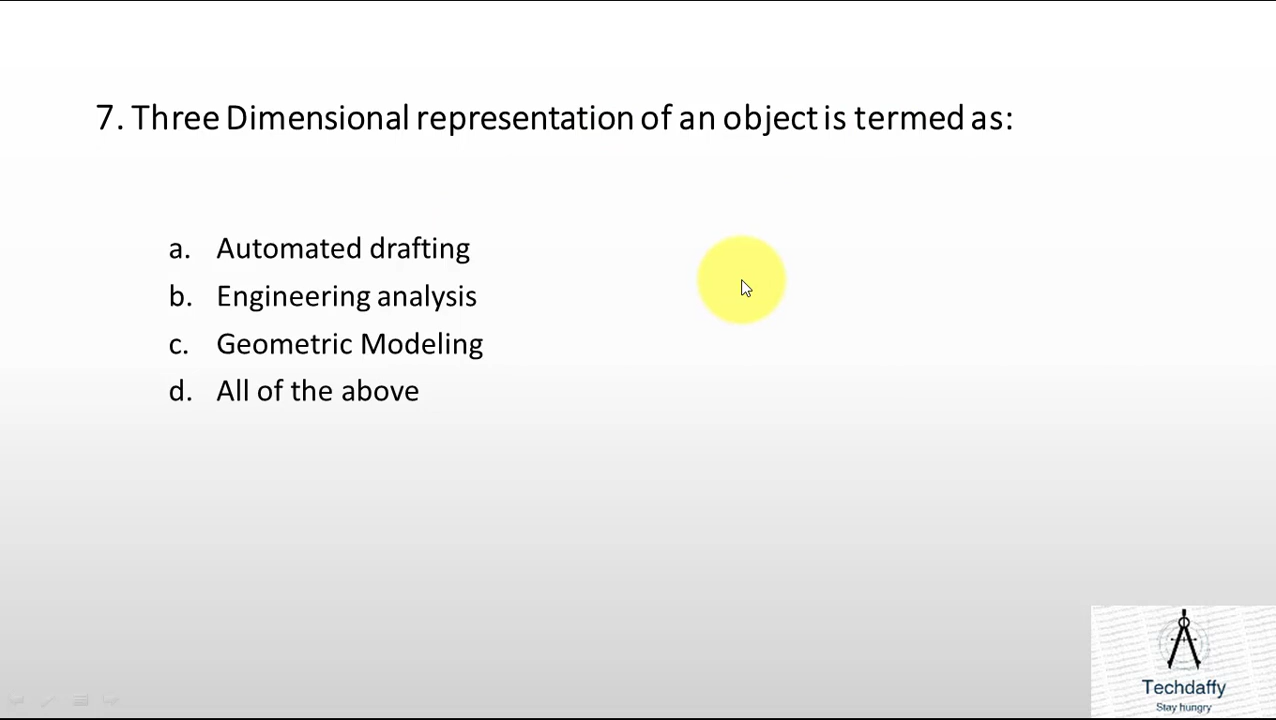 7. Three Dimensional representation of an object is termed as:
a. Automated drafting
b. Engineering analysis
c. Geometric Modeling
d. All of the above
Techdaffy
Stay hungry